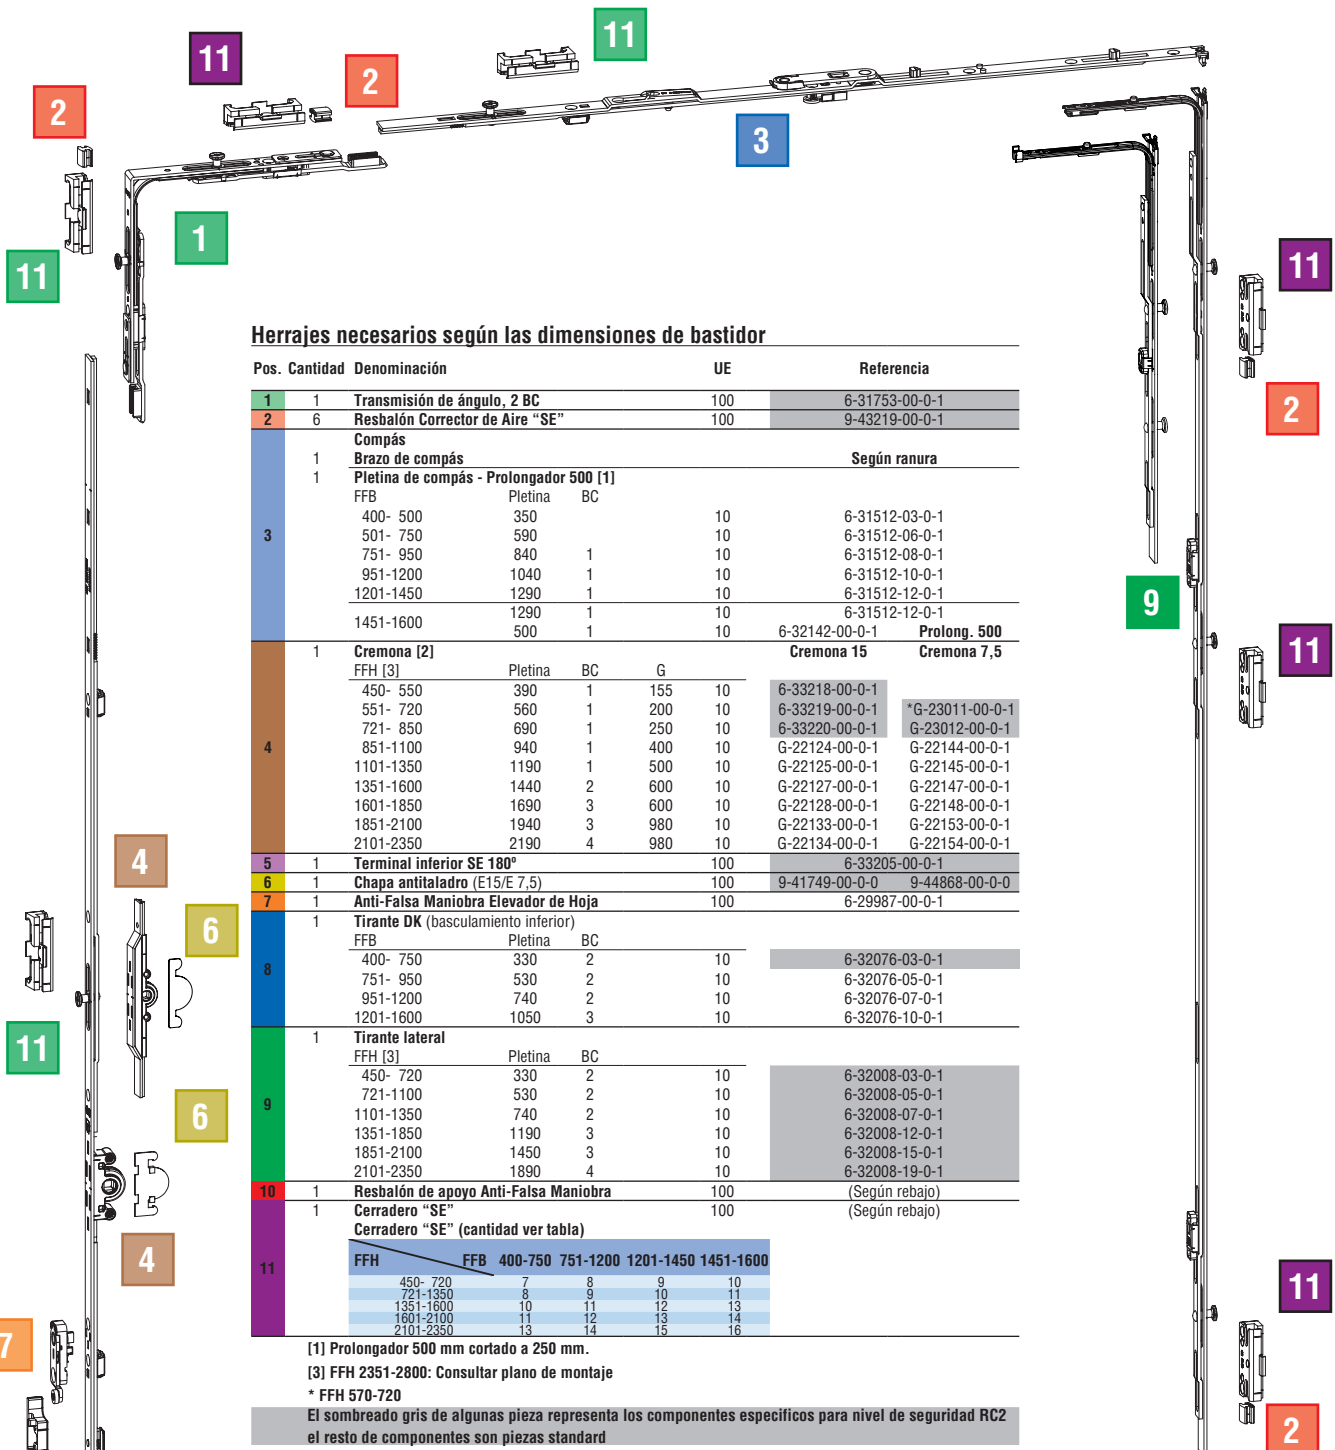 11
11
2
2
3
1
11
11
2
Herrajes necesarios según las dimensiones de bastidor
Pos. Cantidad Denominación UE Referencia
1 1 Transmisión de ángulo, 2 BC 100 6-31753-00-0-1
2 6 Resbalón Corrector de Aire “SE” 100 9-43219-00-0-1
3
Compás
1 Brazo de compás Según ranura
1 Pletina de compás - Prolongador 500 [1]
FFB Pletina BC
400- 500 350 10 6-31512-03-0-1
501- 750 590 10 6-31512-06-0-1
751- 950 840 1 10 6-31512-08-0-1
951-1200 1040 1 10 6-31512-10-0-1
1201-1450 1290 1 10 6-31512-12-0-1
1451-1600 1290 1 10 6-31512-12-0-1
500 1 10 6-32142-00-0-1 Prolong. 500
4
1 Cremona [2] Cremona 15 Cremona 7,5
FFH [3] Pletina BC G
450- 550 390 1 155 10 6-33218-00-0-1
551- 720 560 1 200 10 6-33219-00-0-1 *G-23011-00-0-1
721- 850 690 1 250 10 6-33220-00-0-1 G-23012-00-0-1
851-1100 940 1 400 10 G-22124-00-0-1 G-22144-00-0-1
1101-1350 1190 1 500 10 G-22125-00-0-1 G-22145-00-0-1
1351-1600 1440 2 600 10 G-22127-00-0-1 G-22147-00-0-1
1601-1850 1690 3 600 10 G-22128-00-0-1 G-22148-00-0-1
1851-2100 1940 3 980 10 G-22133-00-0-1 G-22153-00-0-1
2101-2350 2190 4 980 10 G-22134-00-0-1 G-22154-00-0-1
5 1 Terminal inferior SE 180º 100 6-33205-00-0-1
6 1 Chapa antitaladro (E15/E 7,5) 100 9-41749-00-0-0 9-44868-00-0-0
7 1 Anti-Falsa Maniobra Elevador de Hoja 100 6-29987-00-0-1
8
1 Tirante DK (basculamiento inferior)
FFB Pletina BC
400- 750 330 2 10 6-32076-03-0-1
751- 950 530 2 10 6-32076-05-0-1
951-1200 740 2 10 6-32076-07-0-1
1201-1600 1050 3 10 6-32076-10-0-1
9
1 Tirante lateral
FFH [3] Pletina BC
450- 720 330 2 10 6-32008-03-0-1
721-1100 530 2 10 6-32008-05-0-1
1101-1350 740 2 10 6-32008-07-0-1
1351-1850 1190 3 10 6-32008-12-0-1
1851-2100 1450 3 10 6-32008-15-0-1
2101-2350 1890 4 10 6-32008-19-0-1
10 1 Resbalón de apoyo Anti-Falsa Maniobra 100 (Según rebajo)
11
1 Cerradero “SE” 100 (Según rebajo)
Cerradero “SE” (cantidad ver tabla)
FFH FFB 400-750 751-1200 1201-1450 1451-1600
450- 720 7 8 9 10
721-1350 8 9 10 11
1351-1600 10 11 12 13
1601-2100 11 12 13 14
2101-2350 13 14 15 16
[1] Prolongador 500 mm cortado a 250 mm.
[3] FFH 2351-2800: Consultar plano de montaje
* FFH 570-720
El sombreado gris de algunas pieza representa los componentes especificos para nivel de seguridad RC2
el resto de componentes son piezas standard
9
11
4
6
11
6
4
11
7
2